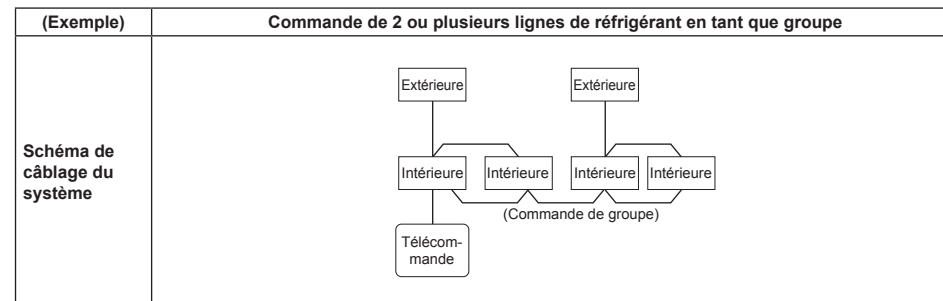 (Exemple)
Commande de 2 ou plusieurs lignes de réfrigérant en tant que groupe
Schéma de
câblage du
système
Extérieure
Extérieure
Intérieure
Intérieure
Intérieure
Intérieure
(Commande de groupe)
Télécom-
mande